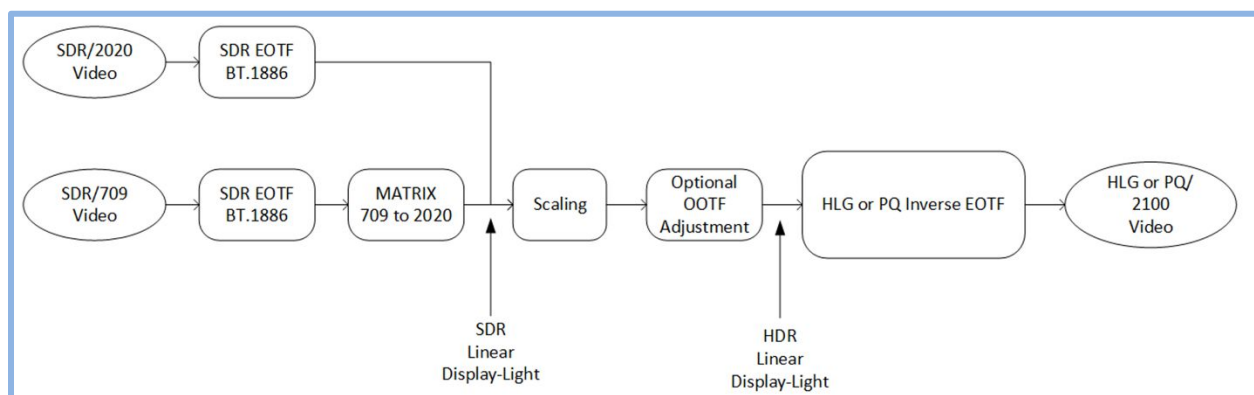 SDR/2020
Video
SDR EOTF
BT.1886
SDR/709
Video
SDR EOTF
BT.1886
MATRIX
709 to 2020
Scaling
Optional
OOTF
Adjustment
HLG or PQ Inverse EOTF
HLG or PQ/
2100
Video
SDR
Linear
Display-Light
HDR
Linear
Display-Light